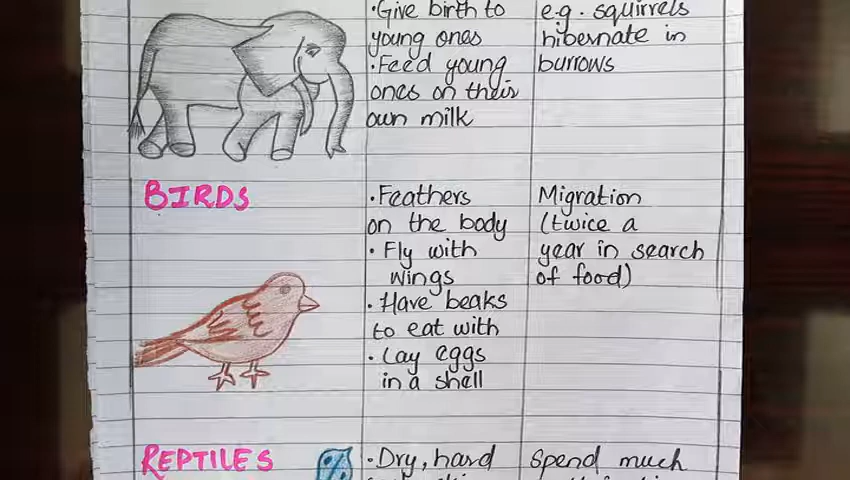 ·Give birth to
young ones
·Feed young
ones on their
own milk
e.g. squirrels
hibernate in
burrows
BIRDS
·Feathers
on the body
·Fly with
wings
·Have beaks
to eat with
·Lay eggs
in a shell
Migration
(twice a
year in search
of food)
REPTILES
·Dry, hard
Spend much